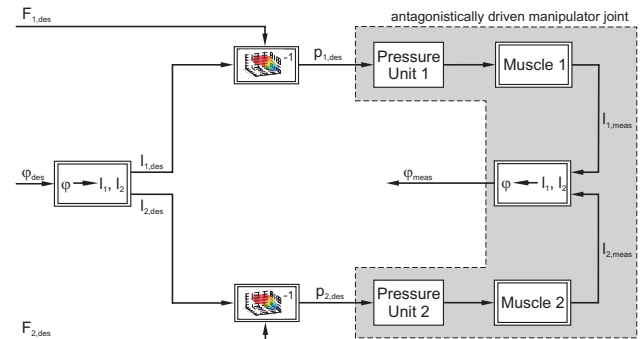 F1,des
antagonistically driven manipulator joint
-1
p1,des
Pressure
Unit 1
Muscle 1
l1,des
l1,meas
φdes
φ → l1, l2
φmeas
φ ← l1, l2
l2,des
l2,meas
-1
p2,des
Pressure
Unit 2
Muscle 2
F2,des